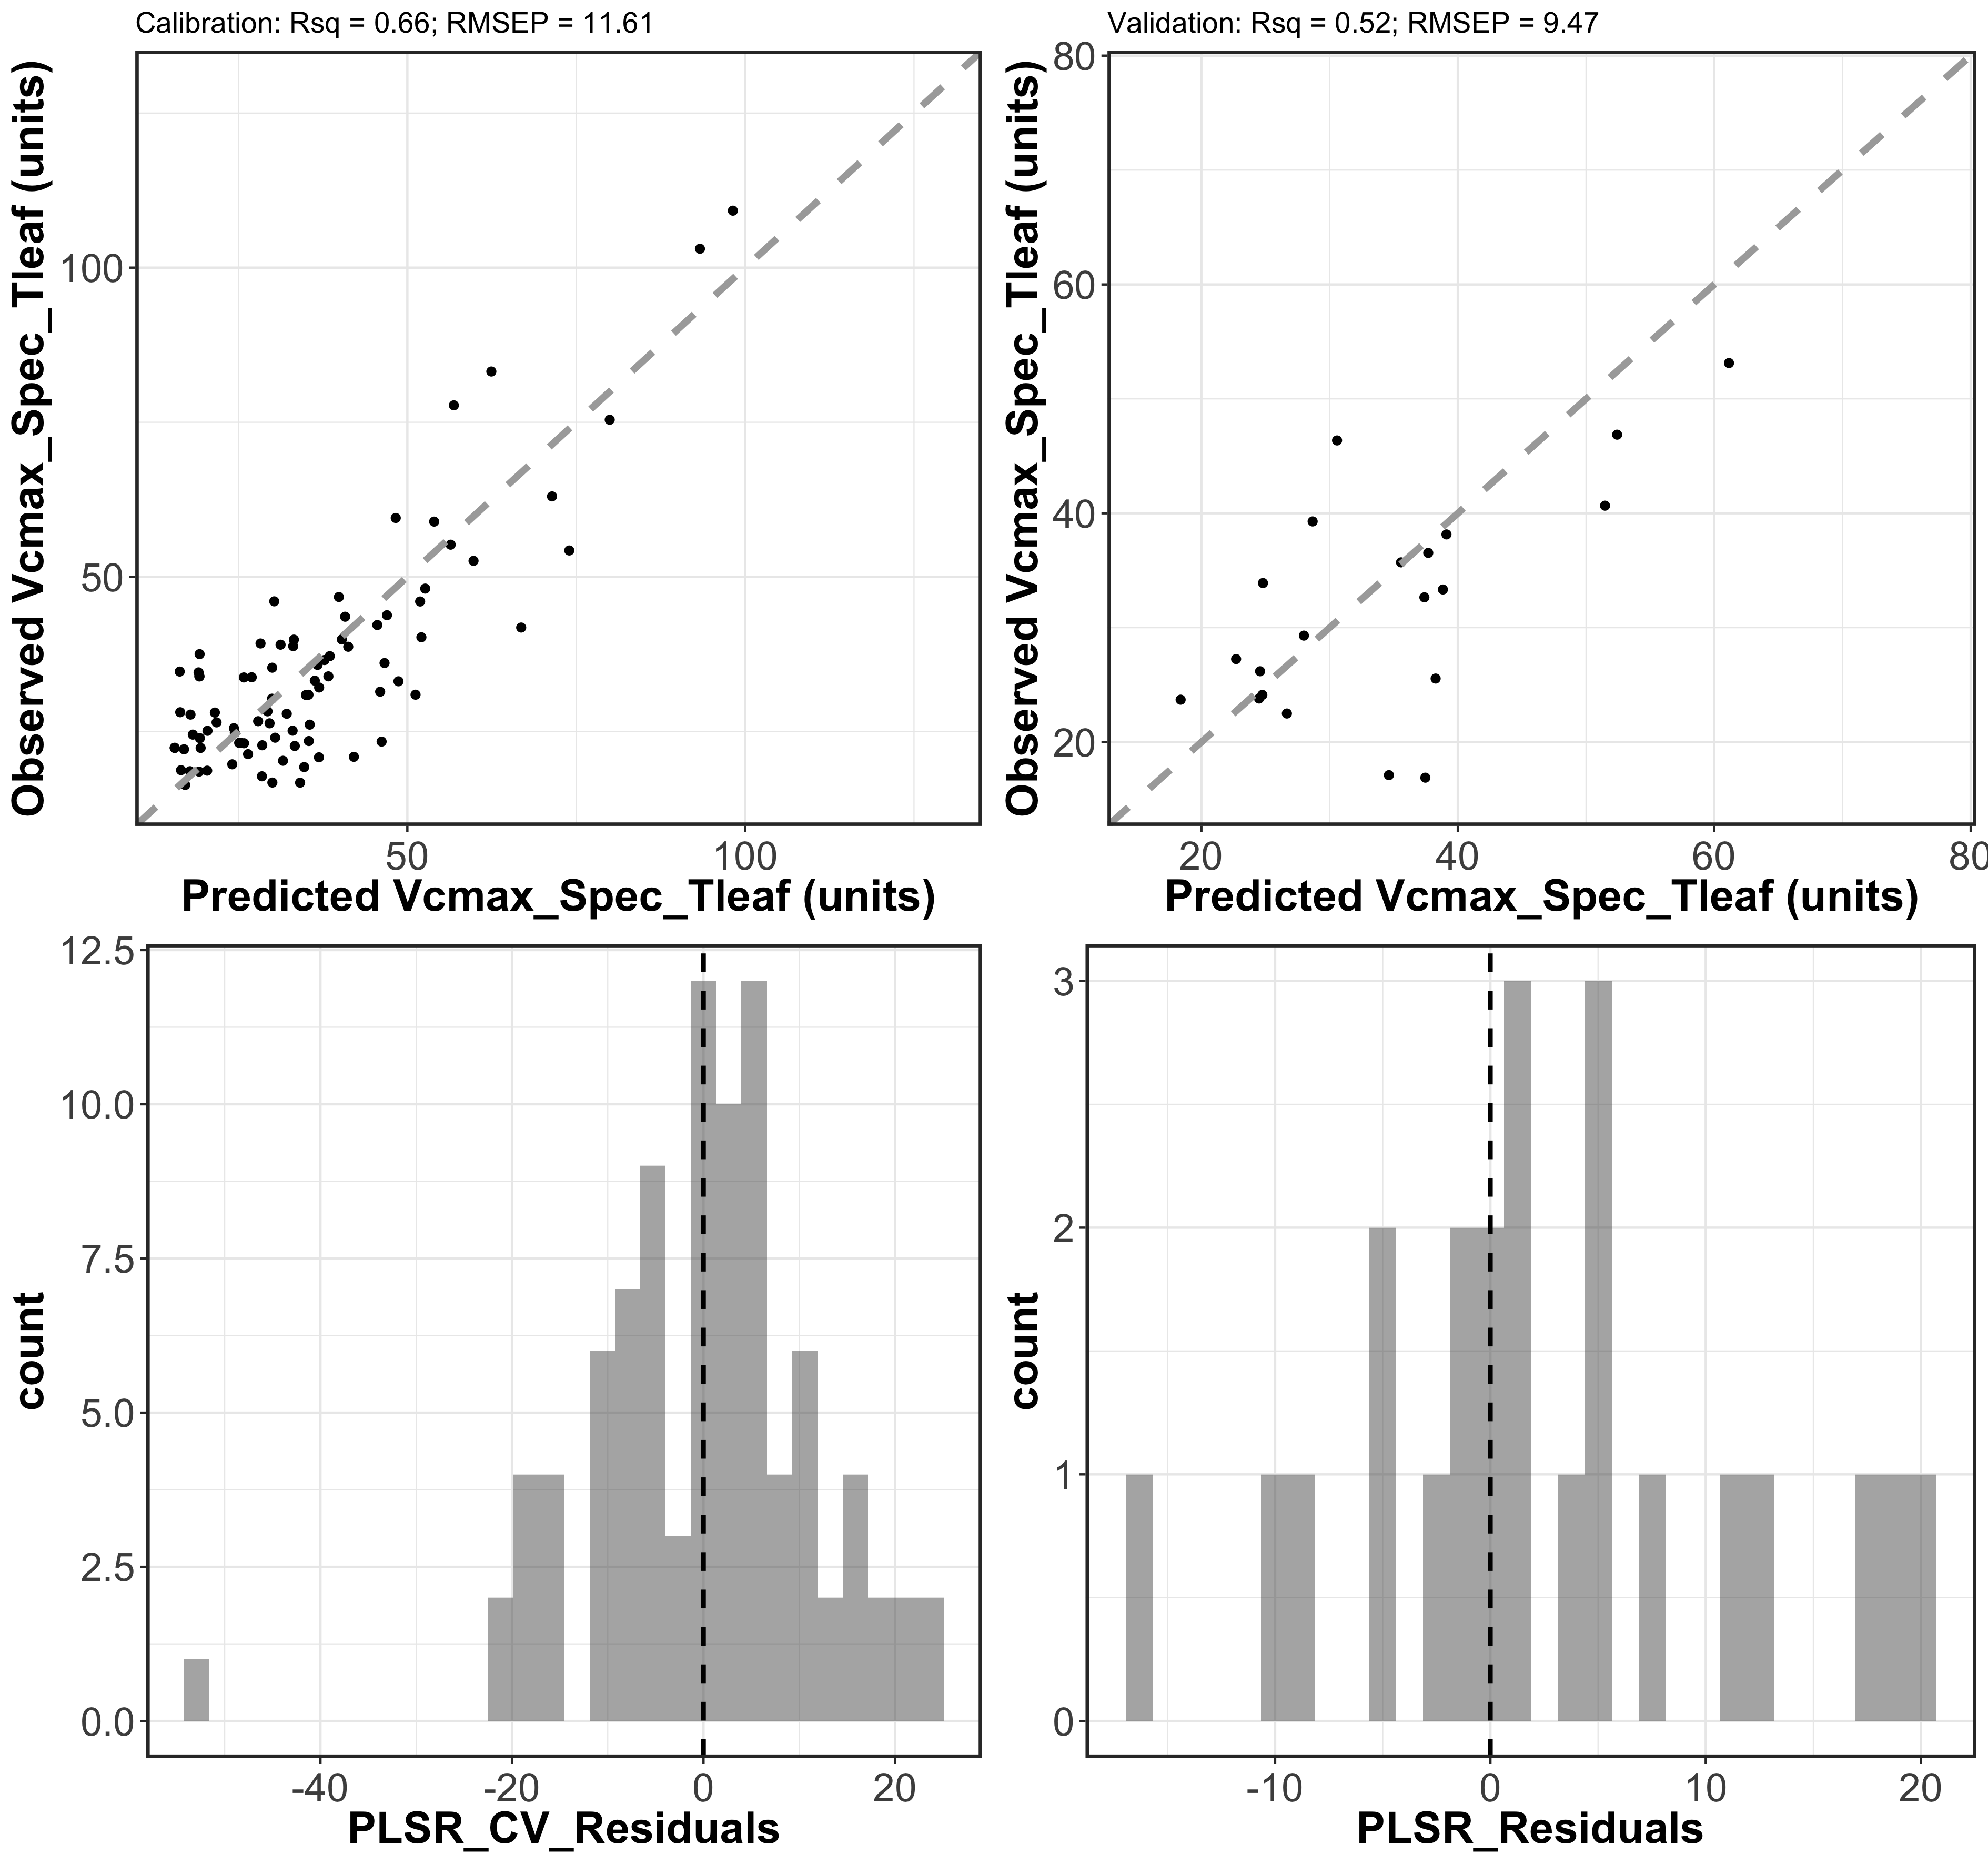 Calibration: Rsq = 0.66; RMSEP = 11.61
Observed Vcmax_Spec_Tleaf (units)
100
50
50 100
Predicted Vcmax_Spec_Tleaf (units)
Validation: Rsq = 0.52; RMSEP = 9.47
Observed Vcmax_Spec_Tleaf (units)
80
60
40
20
20 40 60 80
Predicted Vcmax_Spec_Tleaf (units)
count
12.5
10.0
7.5
5.0
2.5
0.0
-40 -20 0 20
PLSR_CV_Residuals
count
3
2
1
0
-10 0 10 20
PLSR_Residuals